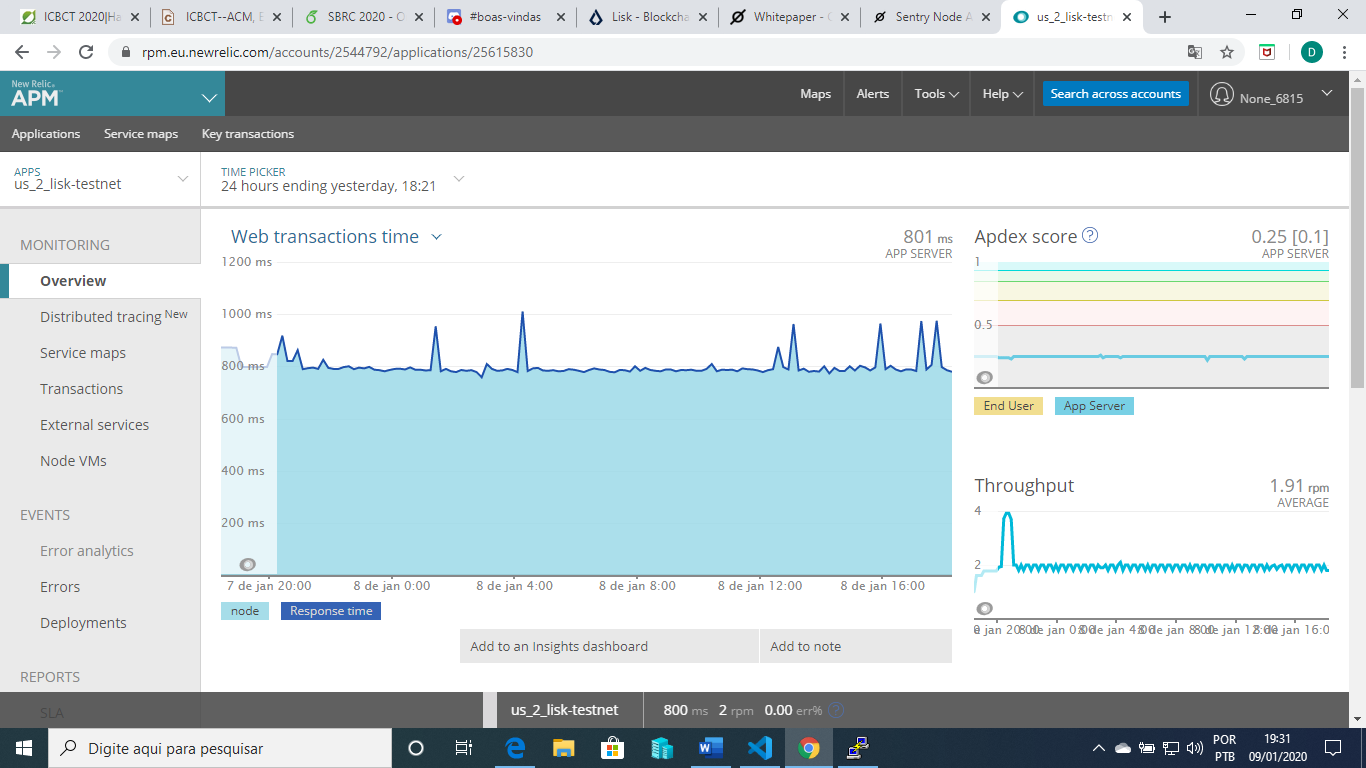 ICBCT 2020|Ha
ICBCT--ACM, E
SBRC 2020 - C
#boas-vindas
Lisk - Blockcha
Whitepaper -
Sentry Node A
us_2_lisk-testn
rpm.eu.newrelic.com/accounts/2544792/applications/25615830
D
New Relic
APM
Maps
Alerts
Tools
Help
Search across accounts
None_6815
Applications
Service maps
Key transactions
APPS
us_2_lisk-testnet
TIME PICKER
24 hours ending yesterday, 18:21
MONITORING
Overview
Distributed tracing New
Service maps
Transactions
External services
Node VMs
EVENTS
Error analytics
Errors
Deployments
REPORTS
SLA
Web transactions time
801 ms
APP SERVER
1200 ms
1000 ms
800 ms
600 ms
400 ms
200 ms
7 de jan 20:00
8 de jan 0:00
8 de jan 4:00
8 de jan 8:00
8 de jan 12:00
8 de jan 16:00
node
Response time
Add to an Insights dashboard
Add to note
Apdex score ?
0.25 [0.1]
APP SERVER
1
0.5
End User
App Server
Throughput
1.91 rpm
AVERAGE
4
2
us_2_lisk-testnet
800 ms
2 rpm
0.00 err% ?
Digite aqui para pesquisar
POR
PTB
19:31
09/01/2020